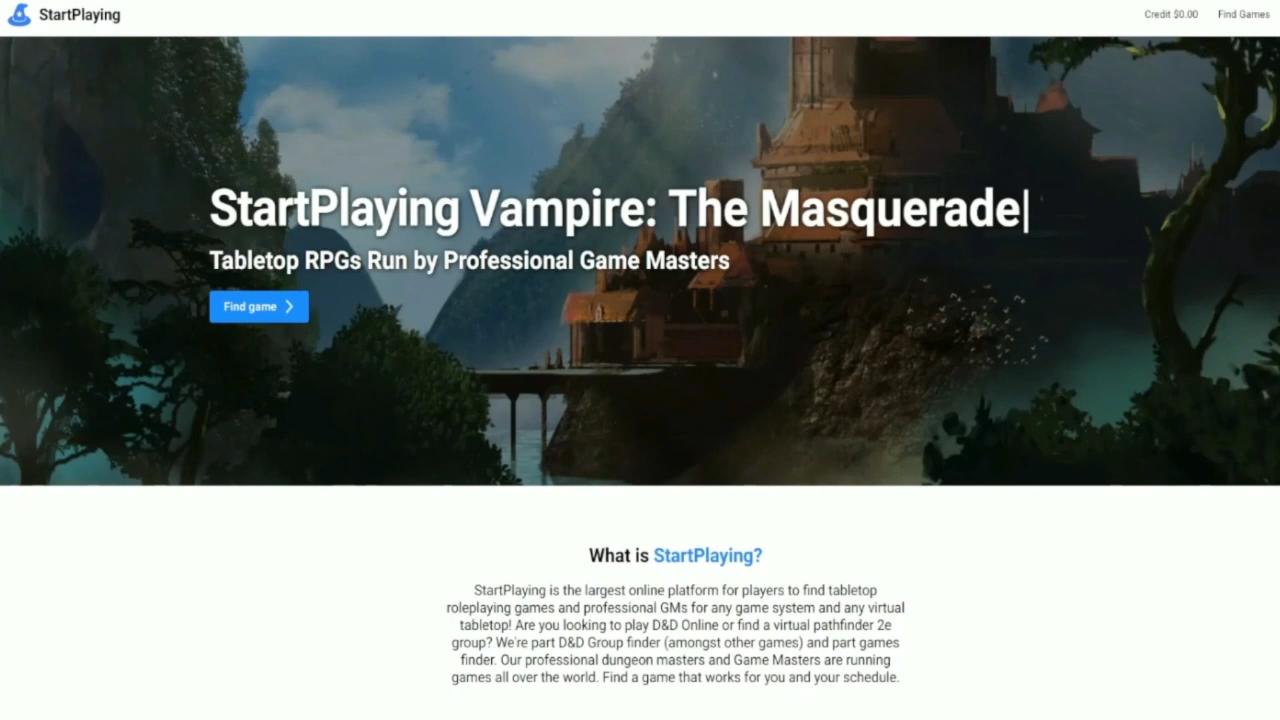 StartPlaying
Credit $0.00
Find Games
StartPlaying Vampire: The Masquerade|
Tabletop RPGs Run by Professional Game Masters
Find game
What is StartPlaying?
StartPlaying is the largest online platform for players to find tabletop
roleplaying games and professional GMs for any game system and any virtual
tabletop! Are you looking to play D&D Online or find a virtual pathfinder 2e
group? We're part D&D Group finder (amongst other games) and part games
finder. Our professional dungeon masters and Game Masters are running
games all over the world. Find a game that works for you and your schedule.